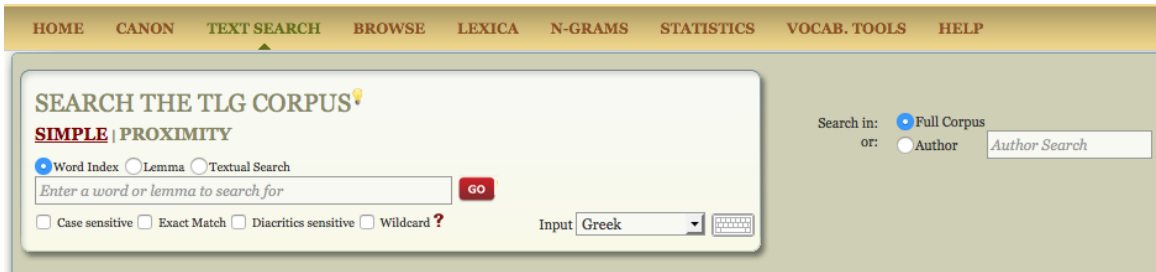 HOME CANON TEXT SEARCH BROWSE LEXICA N-GRAMS STATISTICS VOCAB. TOOLS HELP
SEARCH THE TLG CORPUS
SIMPLE | PROXIMITY
Word Index Lemma Textual Search
Enter a word or lemma to search for GO
Case sensitive Exact Match Diacritics sensitive Wildcard ? Input Greek
Search in: Full Corpus
or: Author Author Search